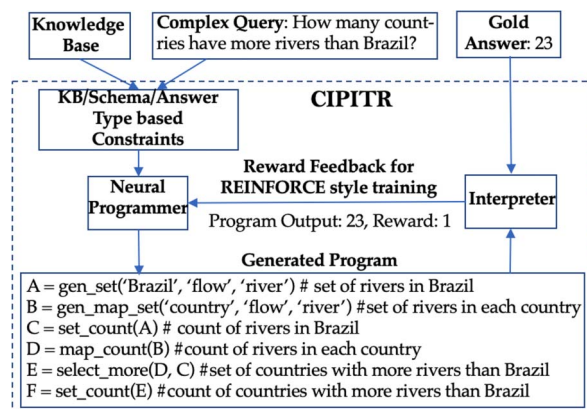 Knowledge
Base
Complex Query: How many count-
ries have more rivers than Brazil?
Gold
Answer: 23
CIPITR
KB/Schema/Answer
Type based
Constraints
Neural
Programmer
Reward Feedback for
REINFORCE style training
Program Output: 23, Reward: 1
Interpreter
Generated Program
A = gen_set(‘Brazil’, ‘flow’, ‘river’) # set of rivers in Brazil
B = gen_map_set(‘country’, ‘flow’, ‘river’) #set of rivers in each country
C = set_count(A) # count of rivers in Brazil
D = map_count(B) #count of rivers in each country
E = select_more(D, C) #set of countries with more rivers than Brazil
F = set_count(E) #count of countries with more rivers than Brazil